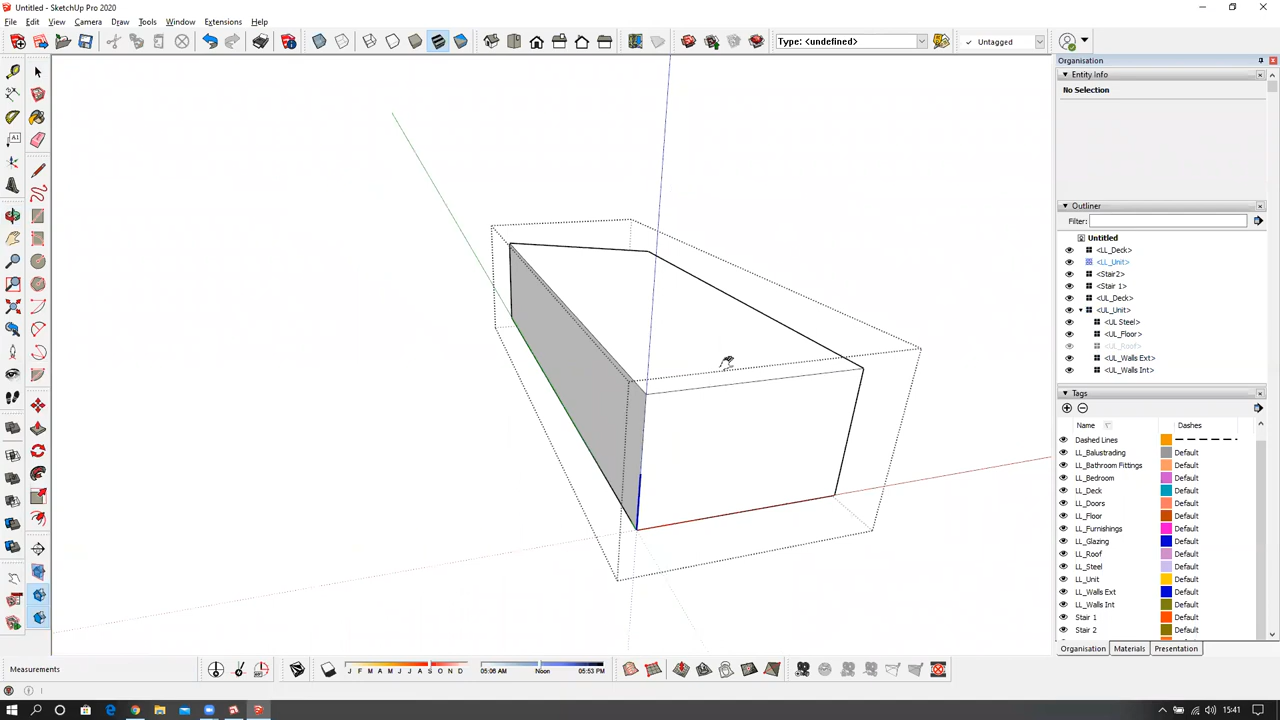 Untitled - SketchUp Pro 2020
File Edit View Camera Draw Tools Window Extensions Help
Type: <undefined>
Untagged
Organisation
Entity Info
No Selection
Outliner
Filter:
Untitled
<LL_Deck>
<LL_Unit>
<Stair2>
<Stair 1>
<UL_Deck>
<UL_Unit>
<UL Steel>
<UL_Floor>
<UL_Roof>
<UL_Walls Ext>
<UL_Walls Int>
Tags
Name Dashes
Dashed Lines
LL_Balustrading Default
LL_Bathroom Fittings Default
LL_Bedroom Default
LL_Deck Default
LL_Doors Default
LL_Floor Default
LL_Furnishings Default
LL_Glazing Default
LL_Roof Default
LL_Steel Default
LL_Unit Default
LL_Walls Ext Default
LL_Walls Int Default
Stair 1 Default
Stair 2 Default
Organisation Materials Presentation
A1
J F M A M J J A S O N D
05:06 AM Noon 05:53 PM
Measurements
15:41